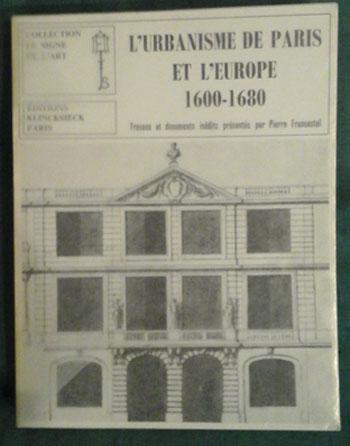 COLLECTION
LE SIGNE
DE L'ART
L'URBANISME DE PARIS
ET L'EUROPE
1600-1680
Travaux et documents inédits présentés par Pierre Francastel
ÉDITIONS
KLINCKSIECK
PARIS